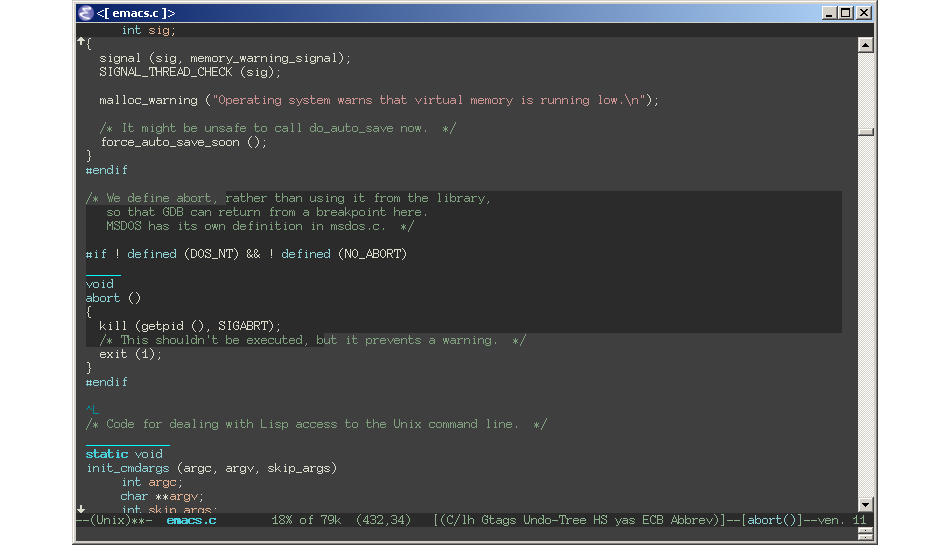 <[ emacs.c ]>
int sig;
{
signal (sig, memory_warning_signal);
SIGNAL_THREAD_CHECK (sig);
malloc_warning ("Operating system warns that virtual memory is running low.\n");
/* It might be unsafe to call do_auto_save now.  */
force_auto_save_soon ();
}
#endif
/* We define abort, rather than using it from the library,
so that GDB can return from a breakpoint here.
MSDOS has its own definition in msdos.c.  */
#if ! defined (DOS_NT) && ! defined (NO_ABORT)
void
abort ()
{
kill (getpid (), SIGABRT);
/* This shouldn't be executed, but it prevents a warning.  */
exit (1);
}
#endif
^L
/* Code for dealing with Lisp access to the Unix command line.  */
static void
init_cmdargs (argc, argv, skip_args)
int argc;
char **argv;
int skip_args;
--(Unix)**-  emacs.c        18% of 79k  (432,34)   [(C/lh Gtags Undo-Tree HS yas ECB Abbrev)]--[abort()]--ven. 11